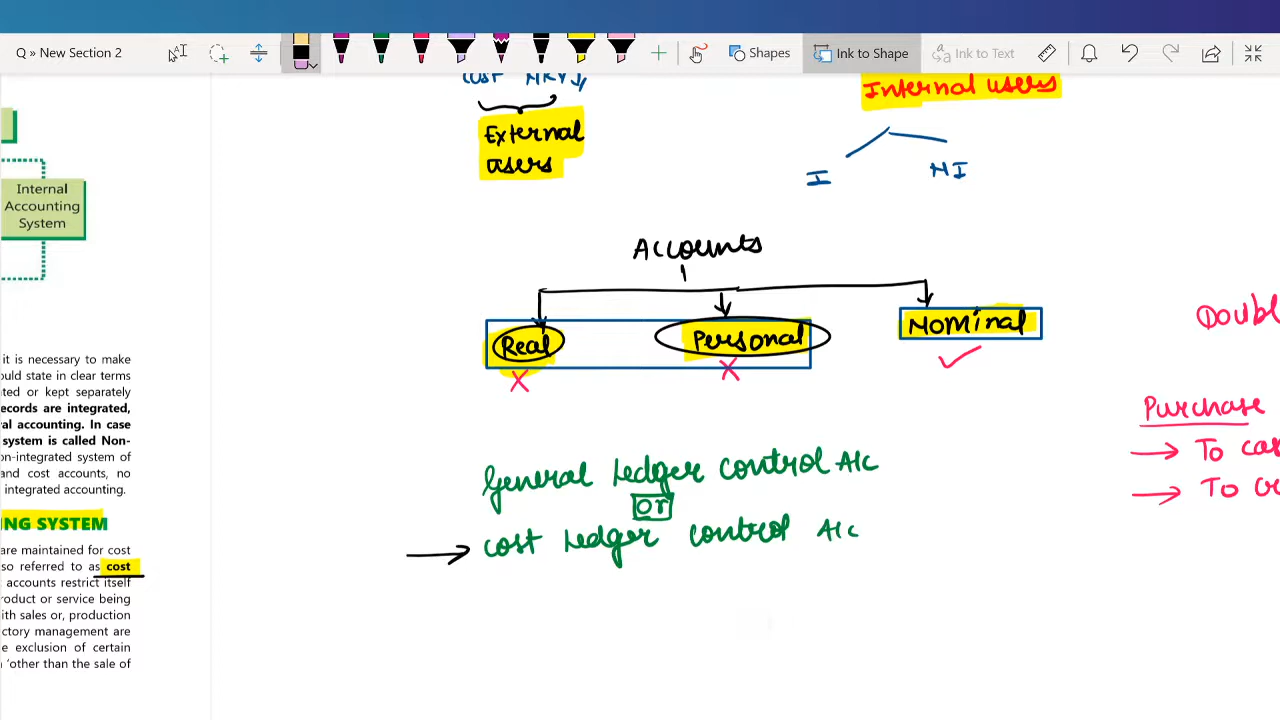 Q » New Section 2
Shapes
Ink to Shape
Ink to Text
External
users
Internal users
I
NI
Internal
Accounting
System
Accounts
Real
Personal
Nominal
Doubl
it is necessary to make
ould state in clear terms
ted or kept separately
ecords are integrated,
al accounting. In case
system is called Non-
on-integrated system of
and cost accounts, no
integrated accounting.
Purchase
→ To cas
→ To
General Ledger control A/c
or
→ cost Ledger control A/c
NG SYSTEM
are maintained for cost
so referred to as cost
accounts restrict itself
roduct or service being
ith sales or, production
ctory management are
e exclusion of certain
'other than the sale of